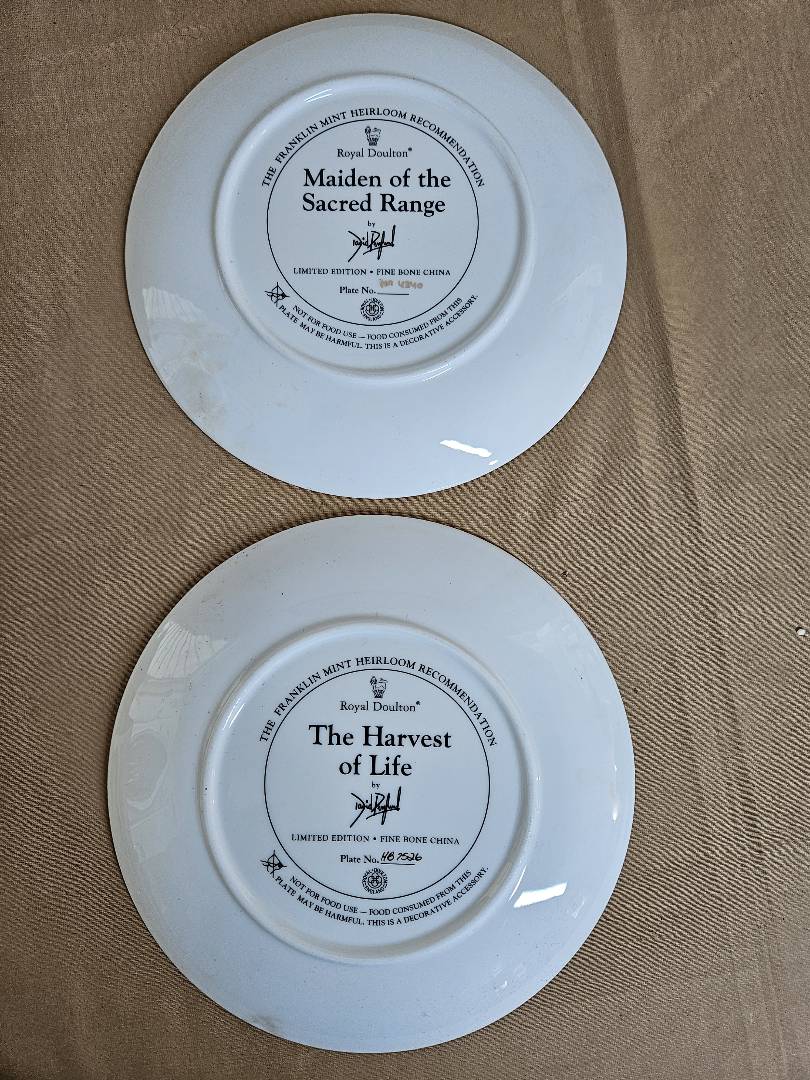 THE FRANKLIN MINT HEIRLOOM RECOMMENDATION
Royal Doulton®
Maiden of the
Sacred Range
by
LIMITED EDITION • FINE BONE CHINA
Plate No. 4840
NOT FOR FOOD USE — FOOD CONSUMED FROM THIS
PLATE MAY BE HARMFUL. THIS IS A DECORATIVE ACCESSORY.
THE FRANKLIN MINT HEIRLOOM RECOMMENDATION
Royal Doulton®
The Harvest
of Life
by
LIMITED EDITION • FINE BONE CHINA
Plate No. HB7526
NOT FOR FOOD USE — FOOD CONSUMED FROM THIS
PLATE MAY BE HARMFUL. THIS IS A DECORATIVE ACCESSORY.